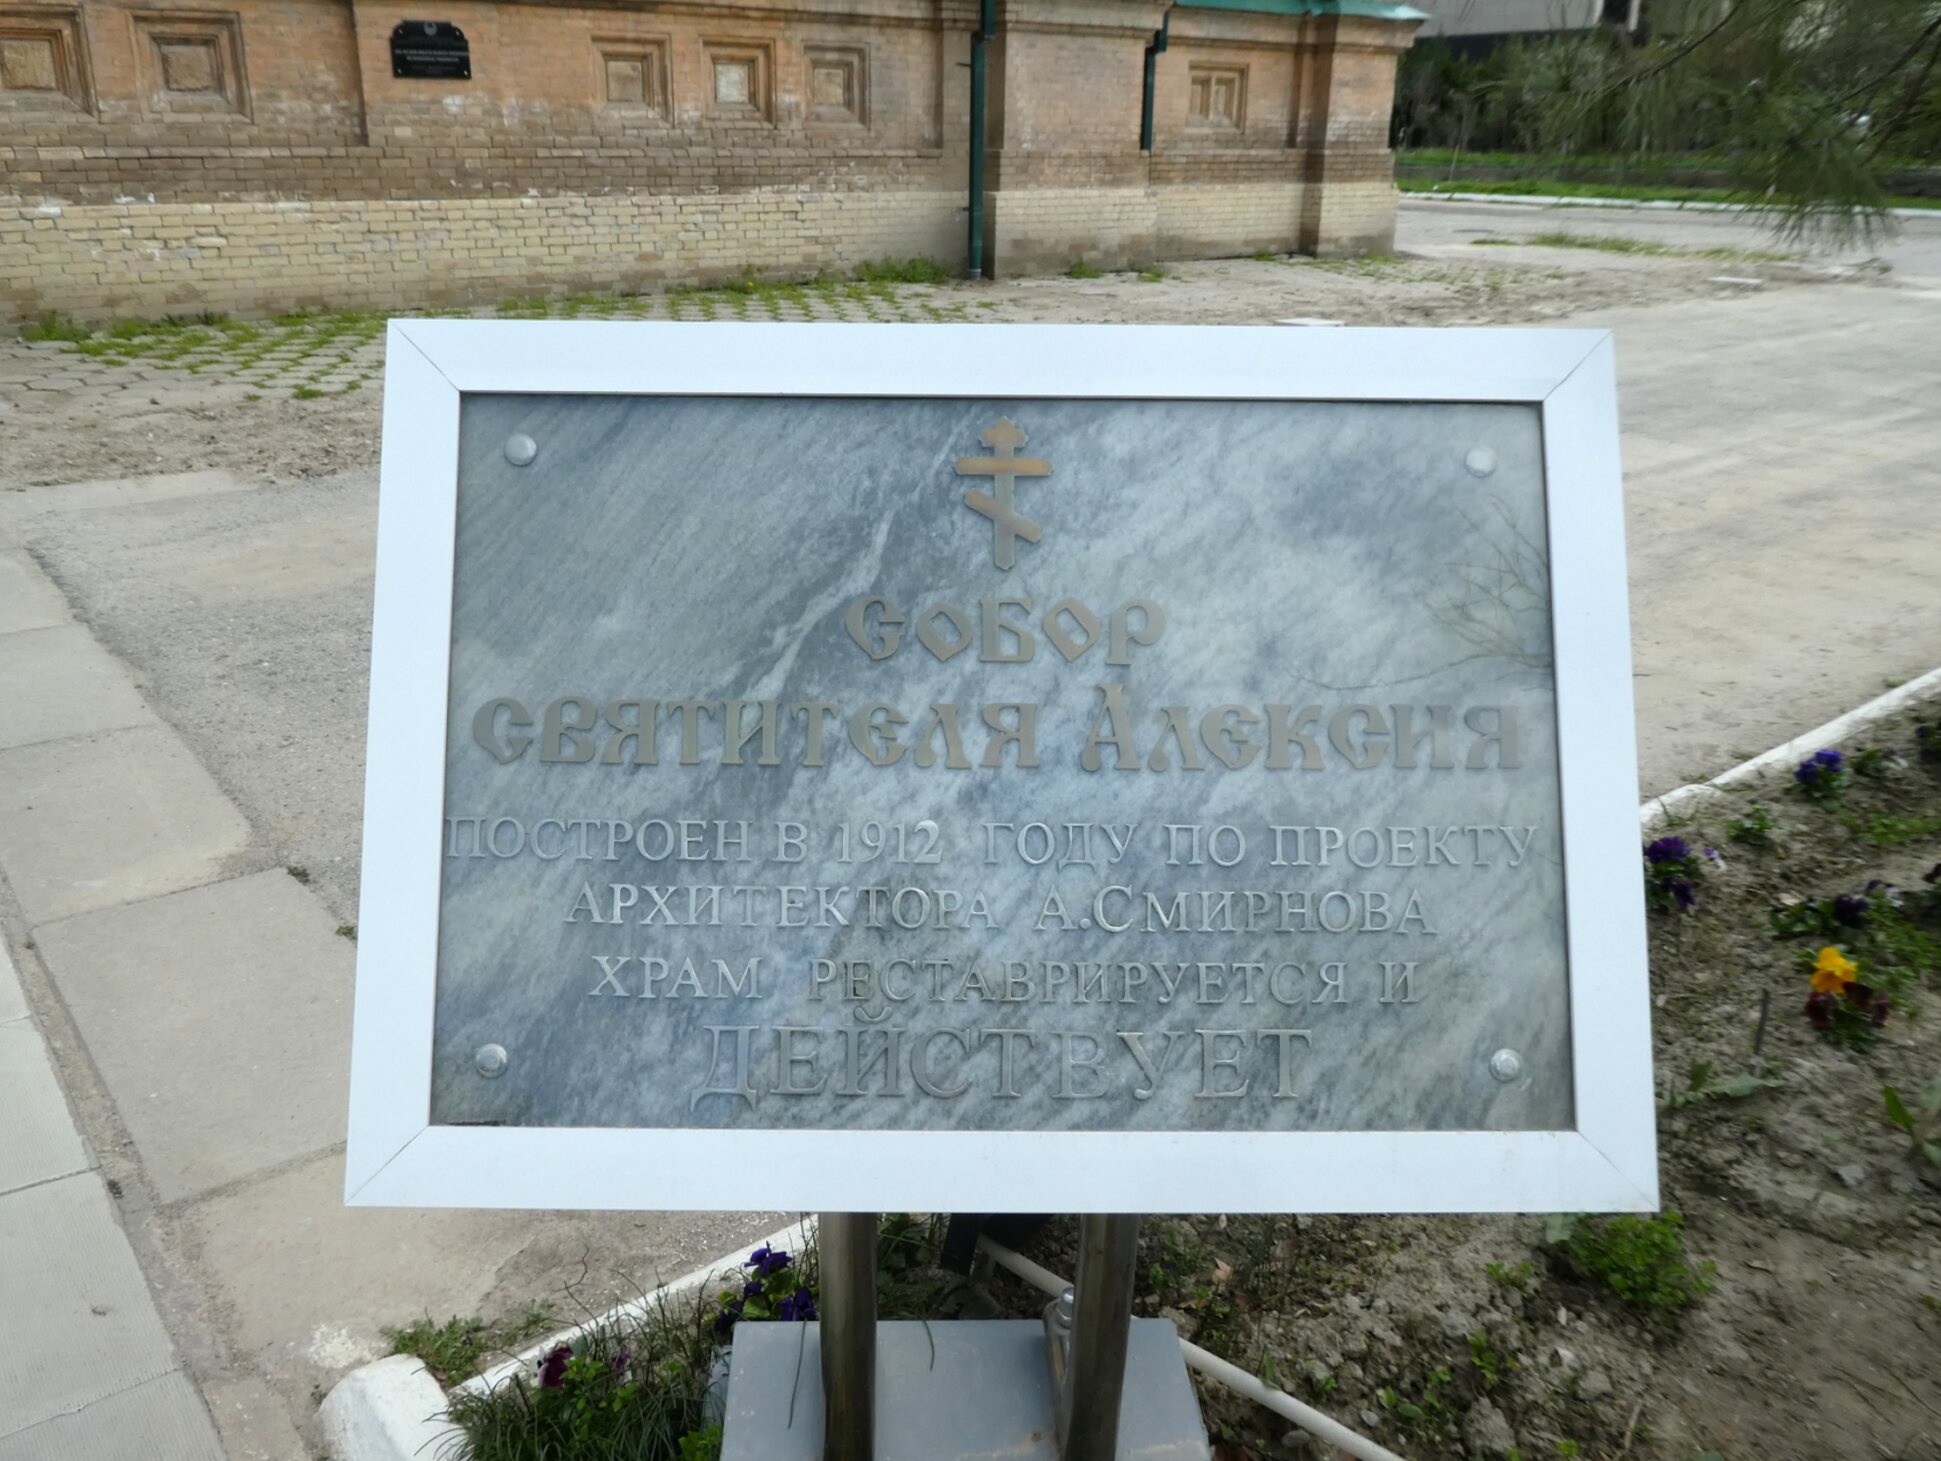 СОБОР
СВЯТИТЕЛЯ АЛЕКСИЯ
ПОСТРОЕН В 1912 ГОДУ ПО ПРОЕКТУ
АРХИТЕКТОРА А.СМИРНОВА
ХРАМ РЕСТАВРИРУЕТСЯ И
ДЕЙСТВУЕТ